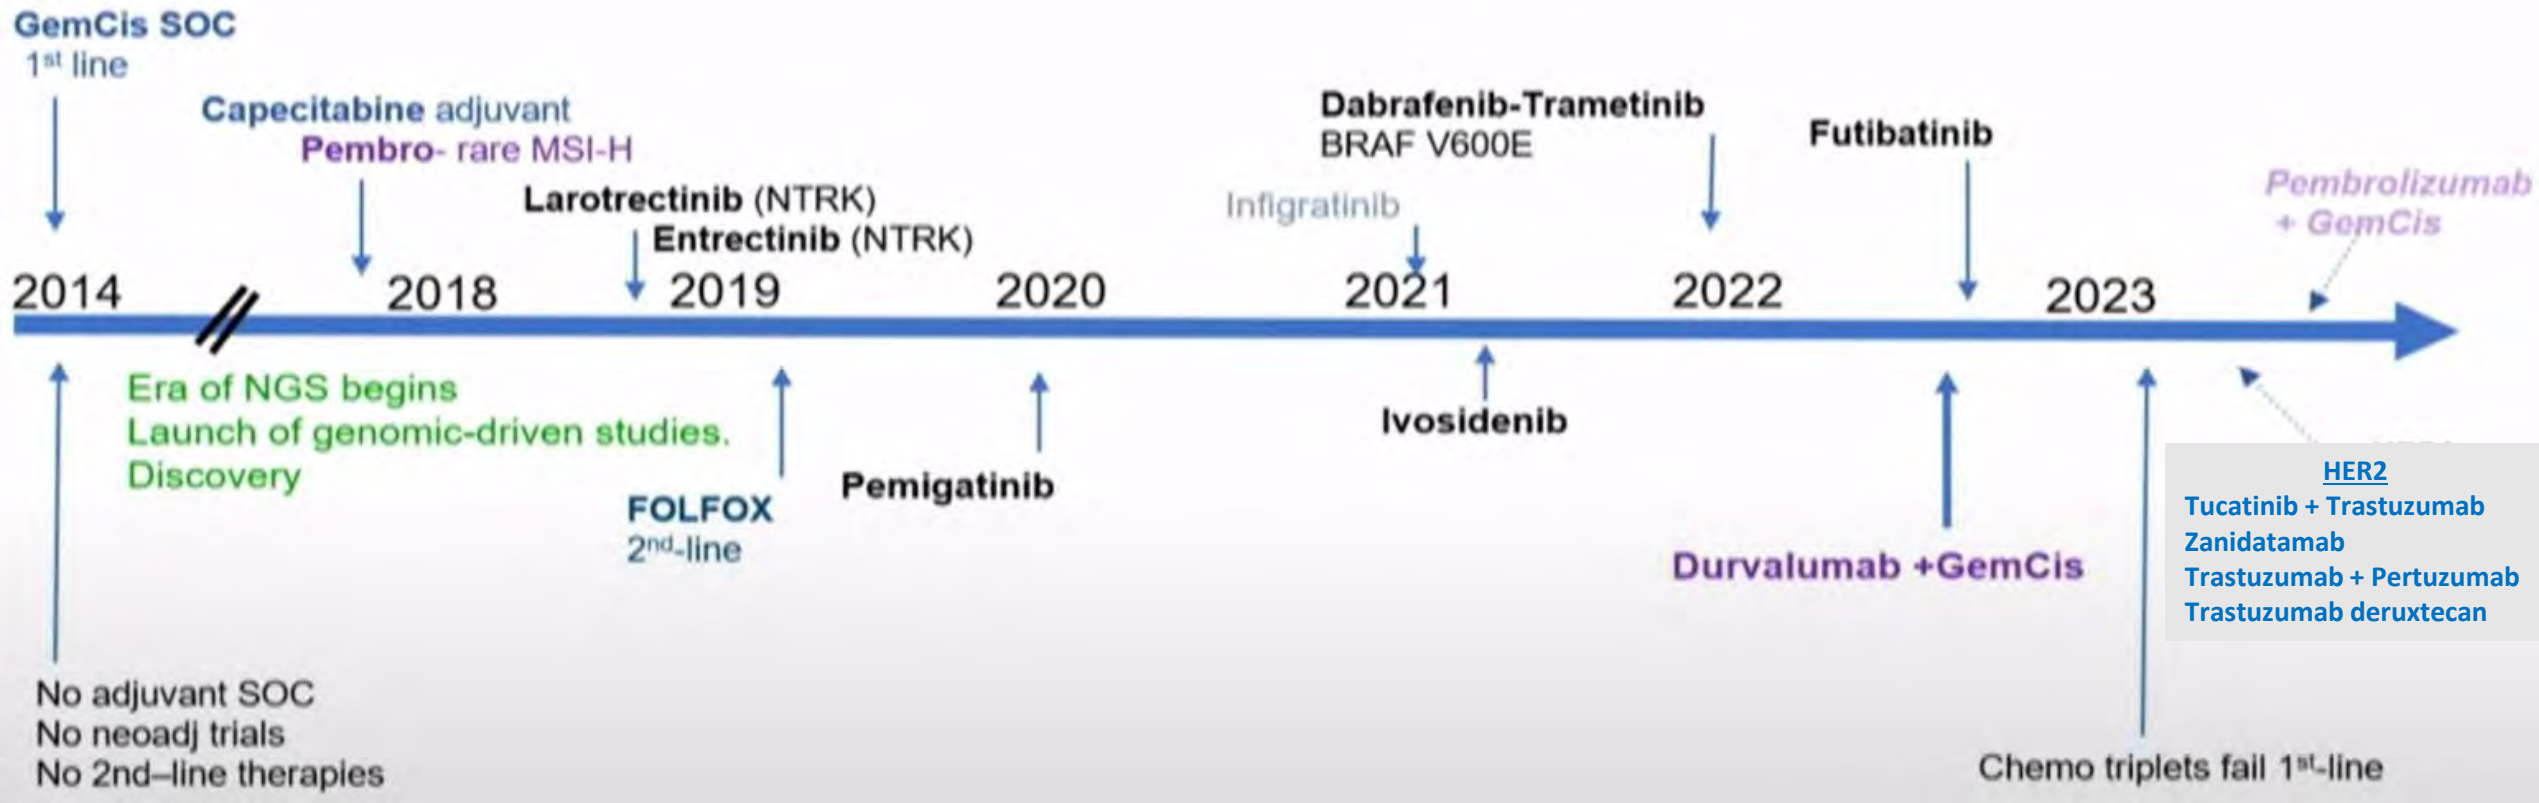 GemCis SOC
1st line
Capecitabine adjuvant
Pembro- rare MSI-H
Larotrectinib (NTRK)
Entrectinib (NTRK)
Infigratinib
Dabrafenib-Trametinib
BRAF V600E
Futibatinib
Pembrolizumab
+ GemCis
2014 2018 2019 2020 2021 2022 2023
Era of NGS begins
Launch of genomic-driven studies.
Discovery
FOLFOX
2nd-line
Pemigatinib
Ivosidenib
Durvalumab +GemCis
HER2
Tucatinib + Trastuzumab
Zanidatamab
Trastuzumab + Pertuzumab
Trastuzumab deruxtecan
No adjuvant SOC
No neoadj trials
No 2nd–line therapies
Chemo triplets fail 1st-line